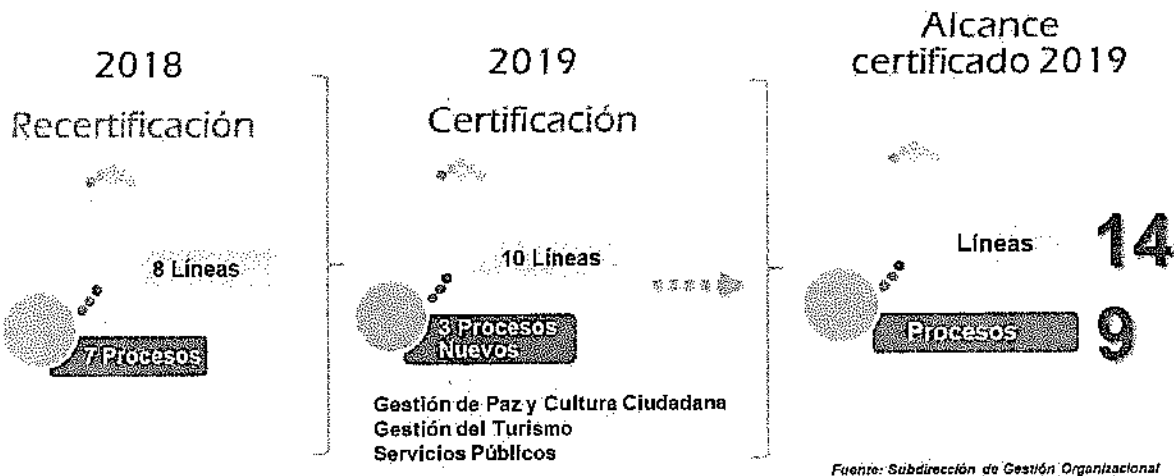 2018
Recertificación
8 Líneas
7 Procesos
2019
Certificación
10 Líneas
3 Procesos
Nuevos
Gestión de Paz y Cultura Ciudadana
Gestión del Turismo
Servicios Públicos
Alcance
certificado 2019
Líneas 14
Procesos 9
Fuente: Subdirección de Gestión Organizacional